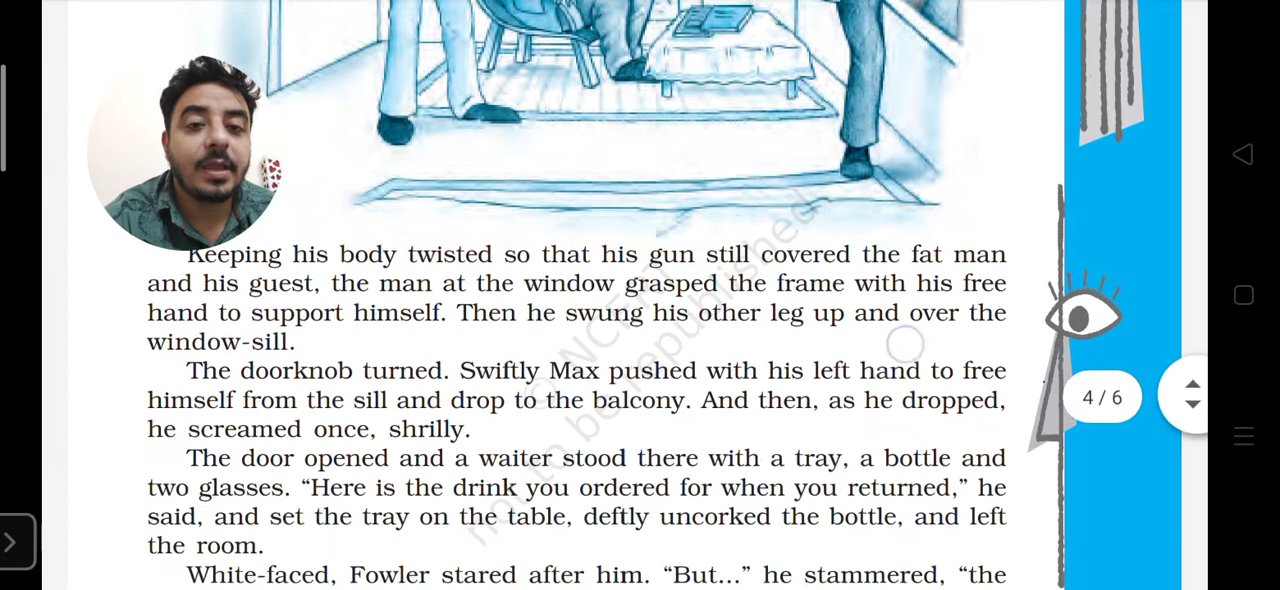 Keeping his body twisted so that his gun still covered the fat man
and his guest, the man at the window grasped the frame with his free
hand to support himself. Then he swung his other leg up and over the
window-sill.
The doorknob turned. Swiftly Max pushed with his left hand to free
himself from the sill and drop to the balcony. And then, as he dropped,
he screamed once, shrilly.
The door opened and a waiter stood there with a tray, a bottle and
two glasses. “Here is the drink you ordered for when you returned,” he
said, and set the tray on the table, deftly uncorked the bottle, and left
the room.
White-faced, Fowler stared after him. “But...” he stammered, “the
4 / 6
© NCERT
not to be republished